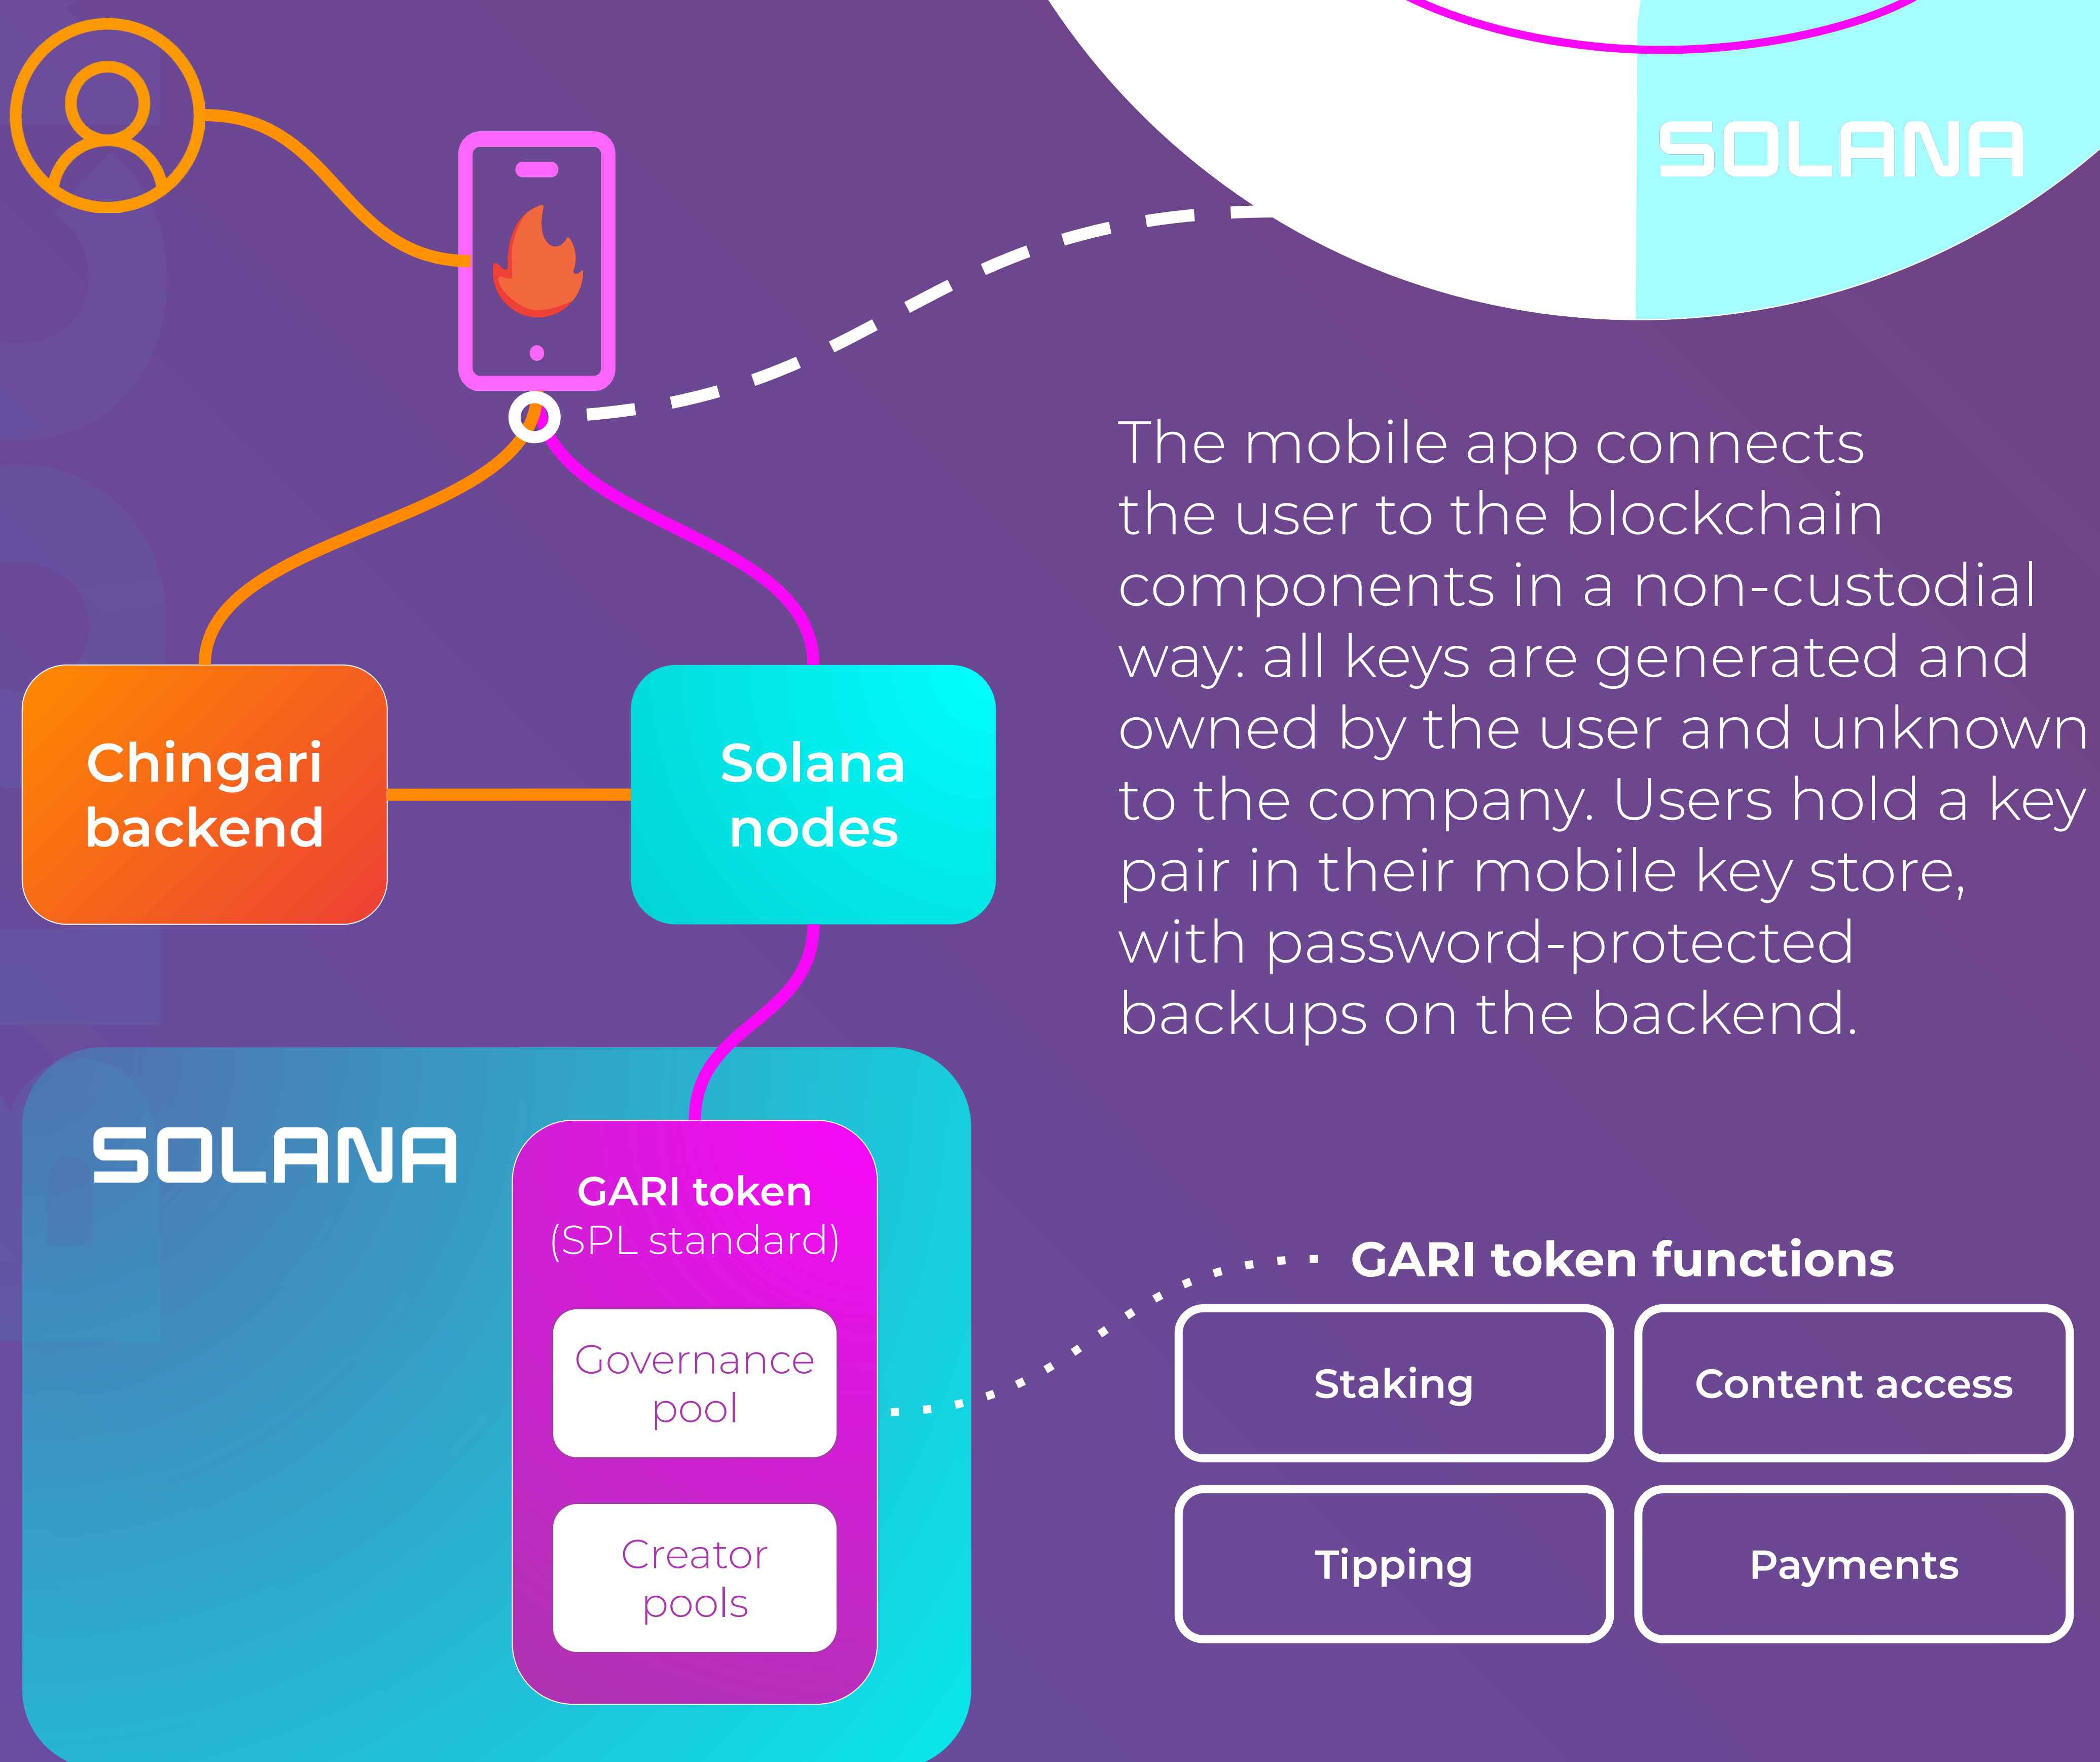 SOLANA
The mobile app connects
the user to the blockchain
components in a non-custodial
way: all keys are generated and
owned by the user and unknown
to the company. Users hold a key
pair in their mobile key store,
with password-protected
backups on the backend.
Chingari
backend
Solana
nodes
SOLANA
GARI token
(SPL standard)
Governance
pool
Creator
pools
GARI token functions
Staking
Content access
Tipping
Payments